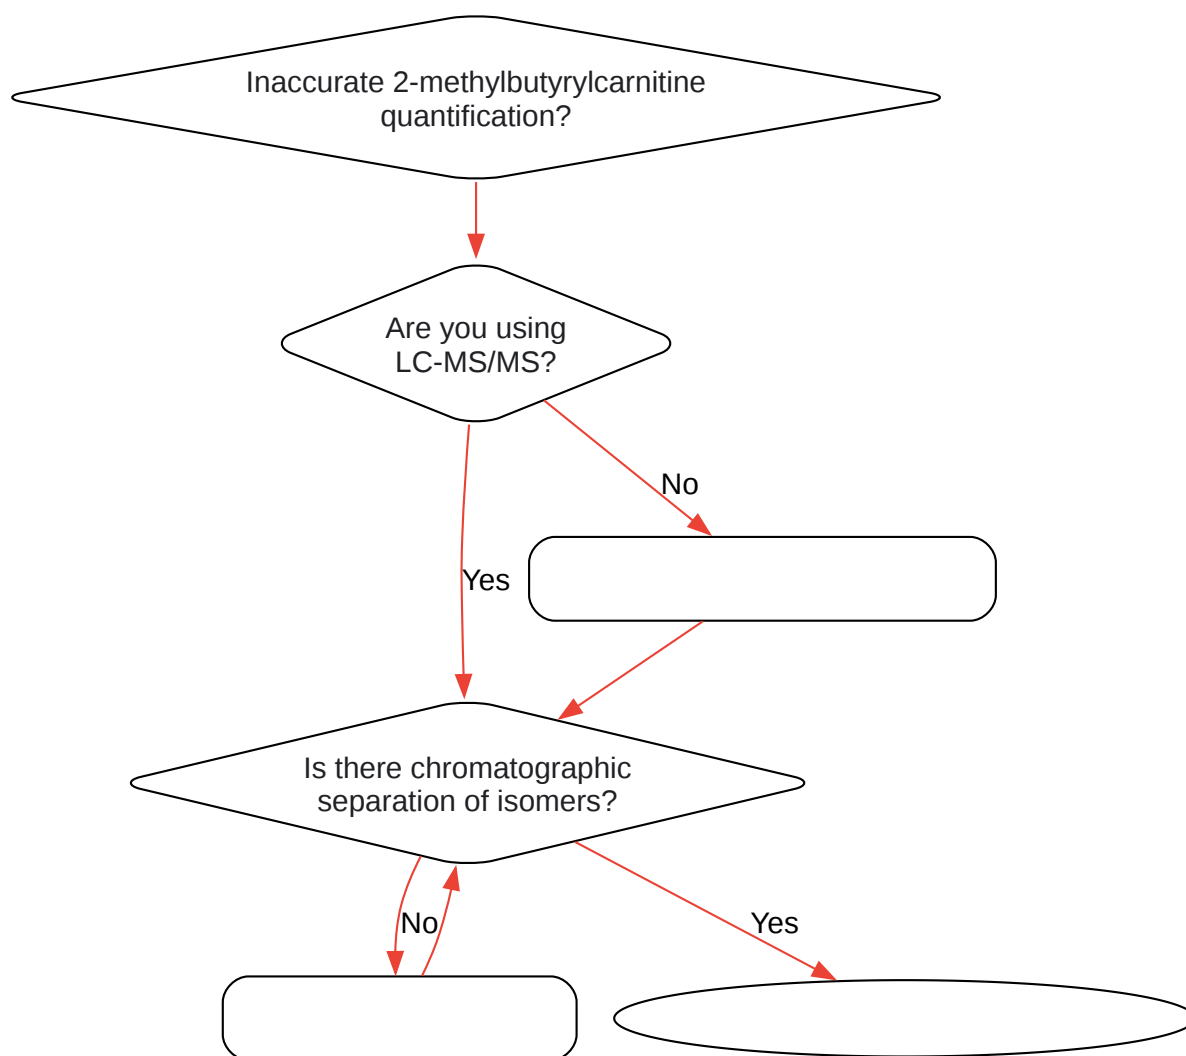 Inaccurate 2-methylbutyrylcarnitine
quantification?
Are you using
LC-MS/MS?
No
Yes
Is there chromatographic
separation of isomers?
No
Yes